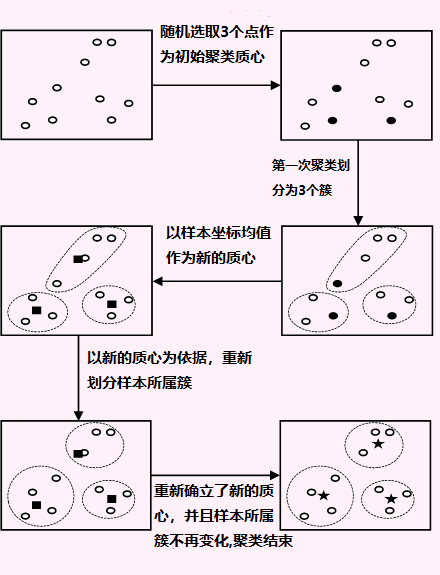 随机选取3个点作
为初始聚类质心
第一次聚类划
分为3个簇
以样本坐标均值
作为新的质心
以新的质心为依据，重新
划分样本所属簇
重新确立了新的质
心，并且样本所属
簇不再变化,聚类结束